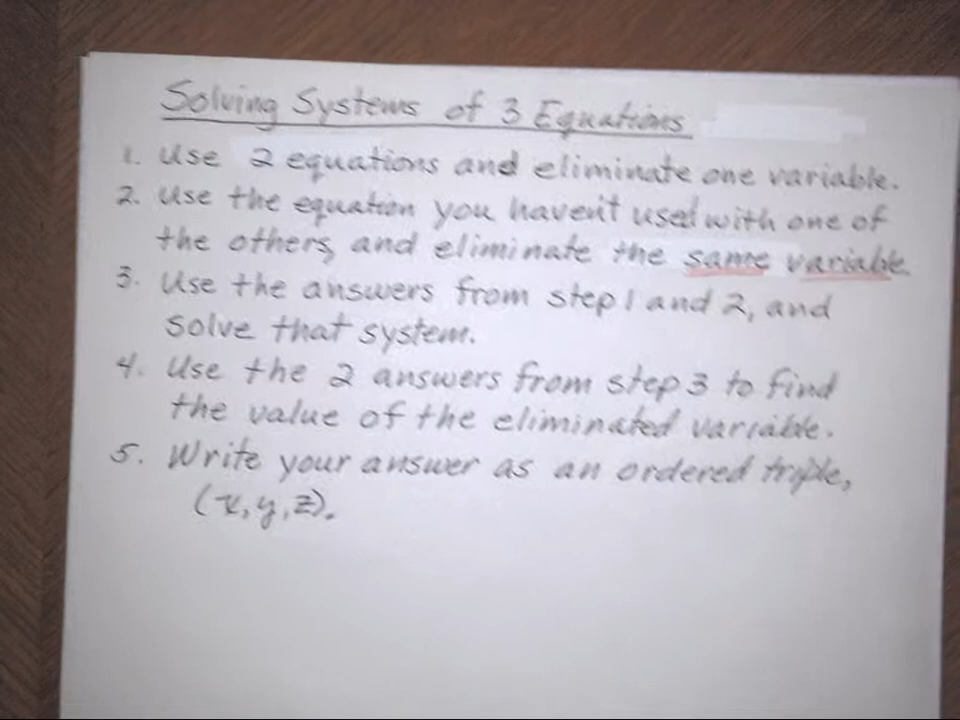 Solving Systems of 3 Equations
1. Use 2 equations and eliminate one variable.
2. Use the equation you haven't used with one of
the others, and eliminate the same variable.
3. Use the answers from step 1 and 2, and
solve that system.
4. Use the 2 answers from step 3 to find
the value of the eliminated variable.
5. Write your answer as an ordered triple,
(x,y,z).